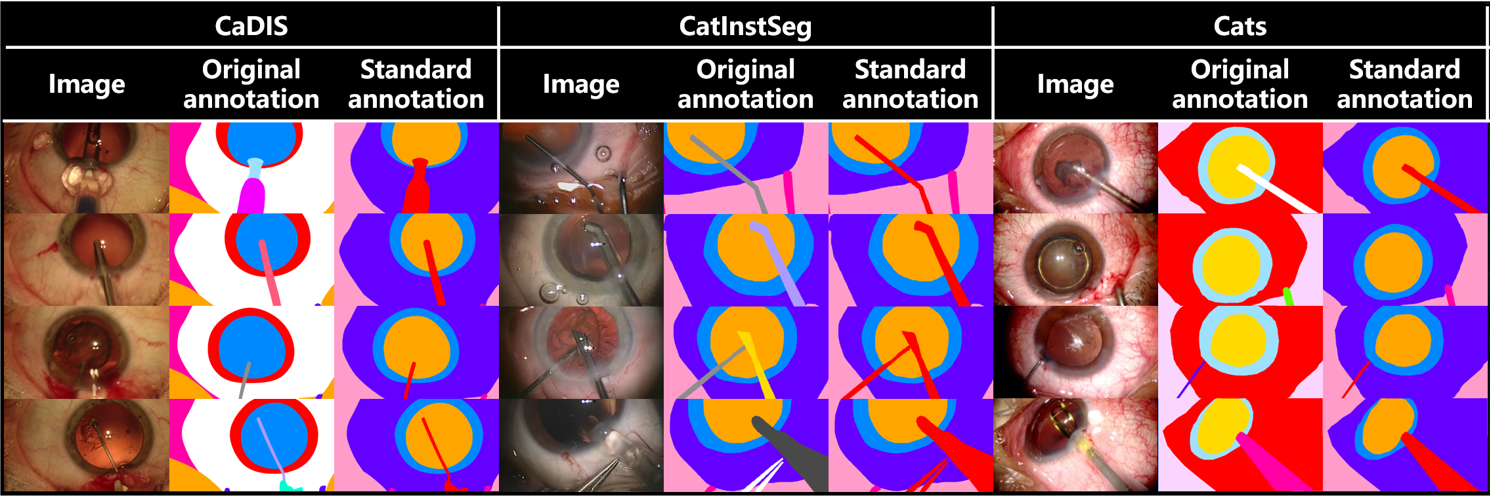 CaDIS
CatInstSeg
Cats
Image
Original
annotation
Standard
annotation
Image
Original
annotation
Standard
annotation
Image
Original
annotation
Standard
annotation